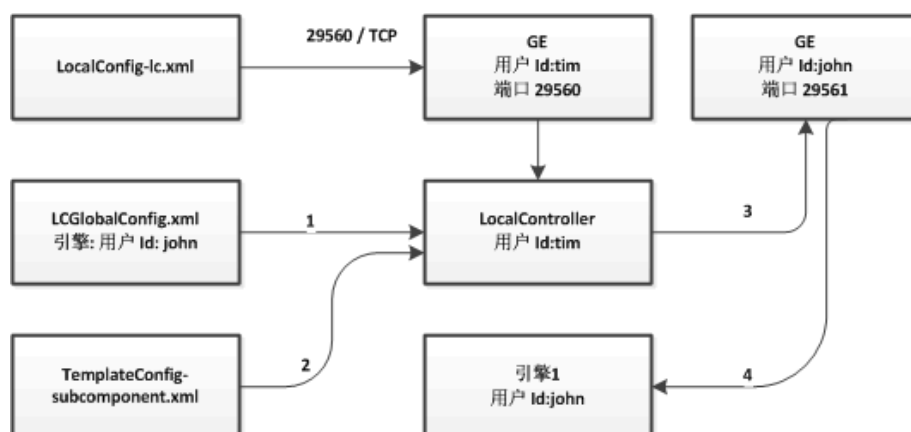 29560 / TCP
LocalConfig-lc.xml
GE
用户 Id:tim
端口 29560
GE
用户 Id:john
端口 29561
LCGlobalConfig.xml
引擎: 用户 Id: john
1
LocalController
用户 Id:tim
3
TemplateConfig-
subcomponent.xml
2
引擎1
用户 Id:john
4